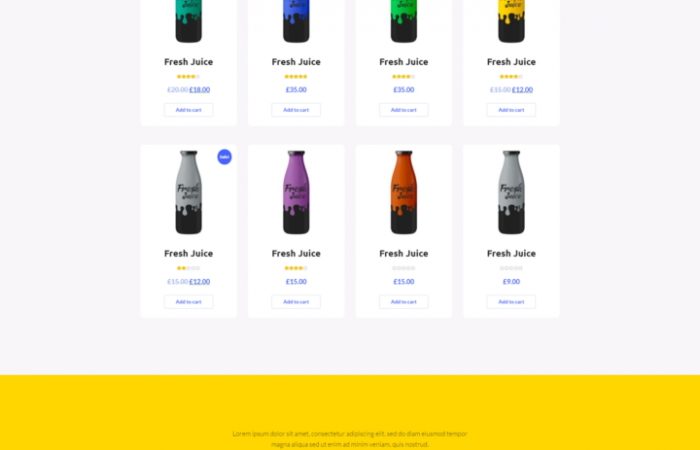 Fresh Juice Fresh Juice Fresh Juice Fresh Juice
£20.00 £18.00 £35.00 £35.00 £15.00 £12.00
Add to cart Add to cart Add to cart Add to cart
Sale!
Fresh Fresh Fresh Fresh
Juice Juice Juice Juice
Fresh Juice Fresh Juice Fresh Juice Fresh Juice
£15.00 £12.00 £15.00 £15.00 £9.00
Add to cart Add to cart Add to cart Add to cart
Lorem ipsum dolor sit amet, consectetur adipiscing elit, sed do diam estmod tempor
magna aliqua sed ut enim ad minim veniam, quis nostrud.